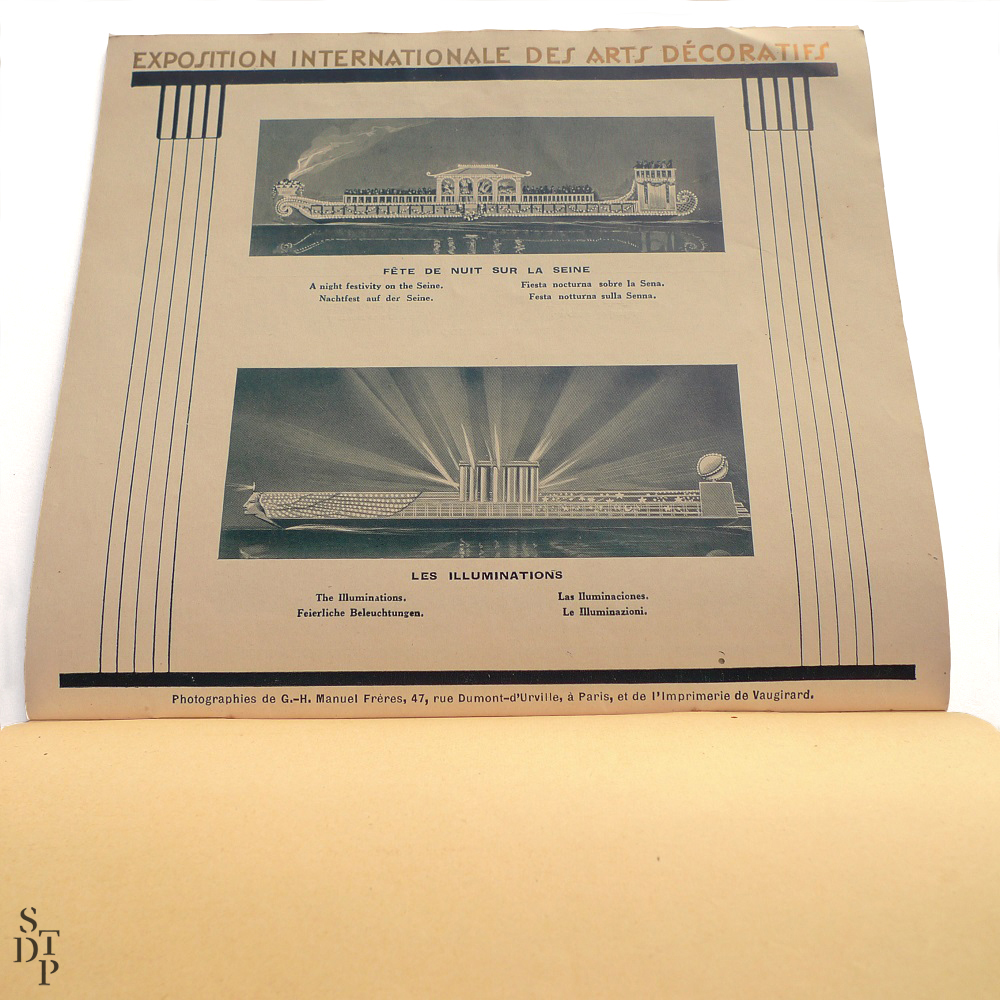 EXPOSITION INTERNATIONALE DES ARTS DÉCORATIFS
FÊTE DE NUIT SUR LA SEINE
A night festivity on the Seine.
Nachtfest auf der Seine.
Fiesta nocturna sobre la Sena.
Festa notturna sulla Senna.
LES ILLUMINATIONS
The Illuminations.
Feierliche Beleuchtungen.
Las Iluminaciones.
Le Illuminazioni.
Photographies de G.-H. Manuel Frères, 47, rue Dumont-d'Urville, à Paris, et de l'Imprimerie de Vaugirard.
S
DT
P